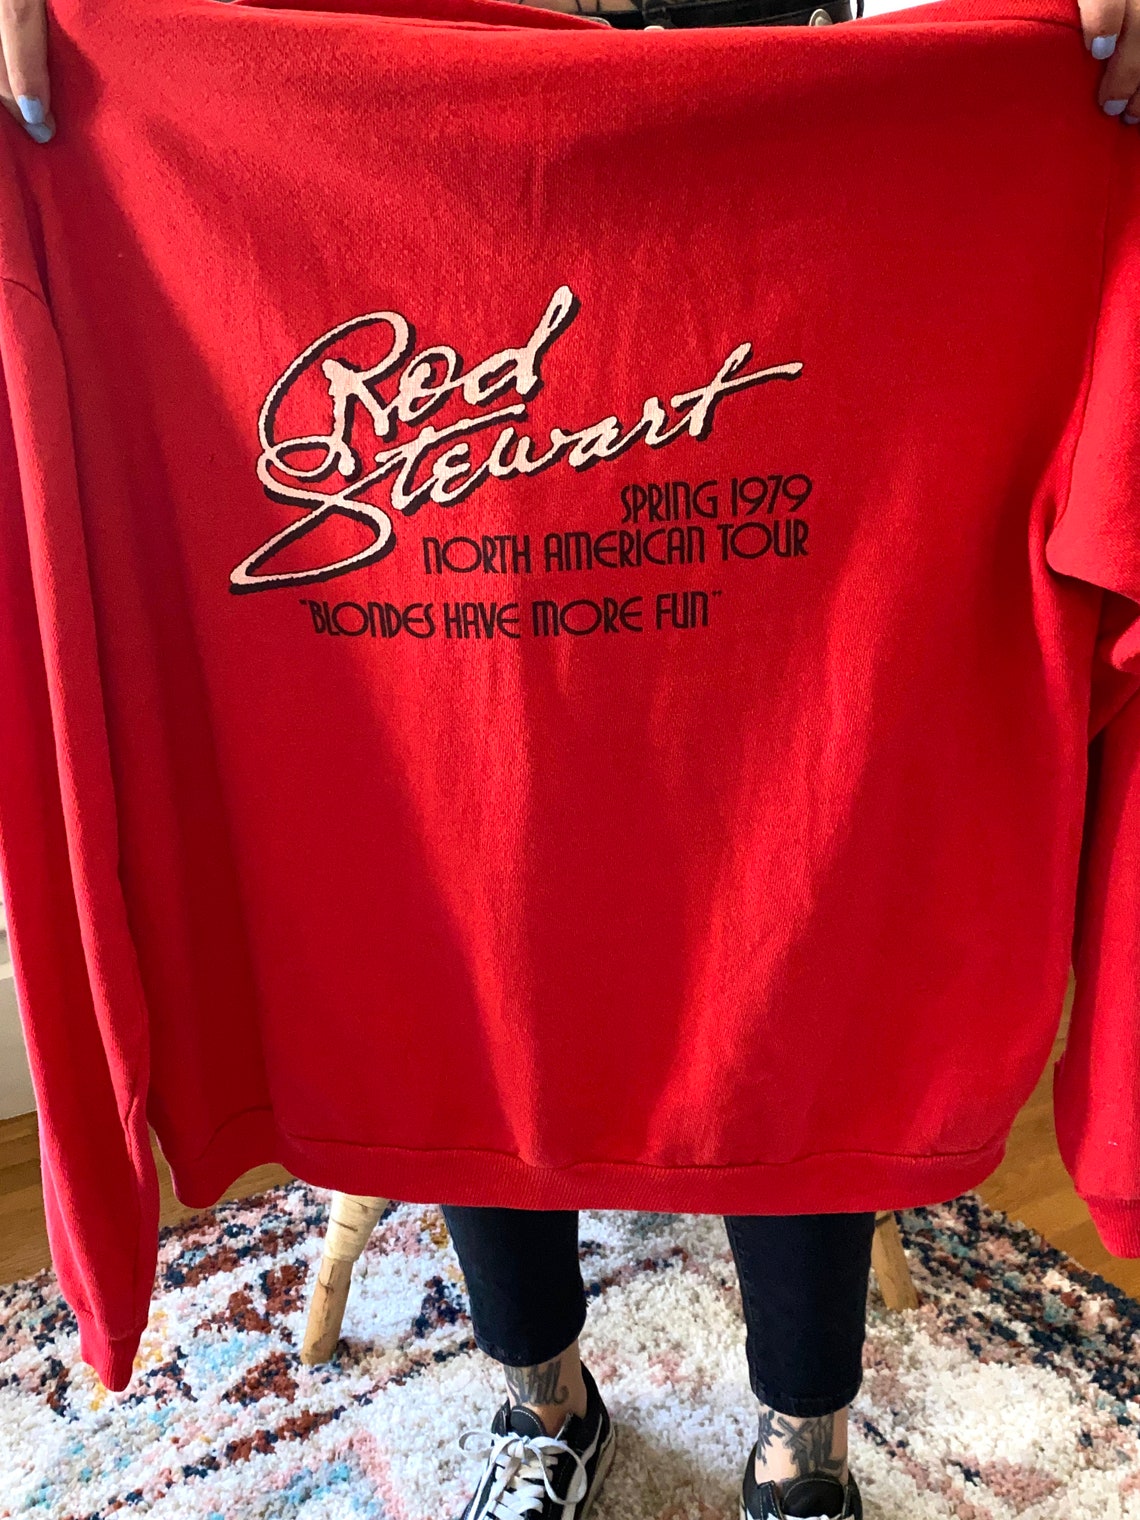 Rod
Stewart
SPRING 1979
NORTH AMERICAN TOUR
"BLONDES HAVE MORE FUN"